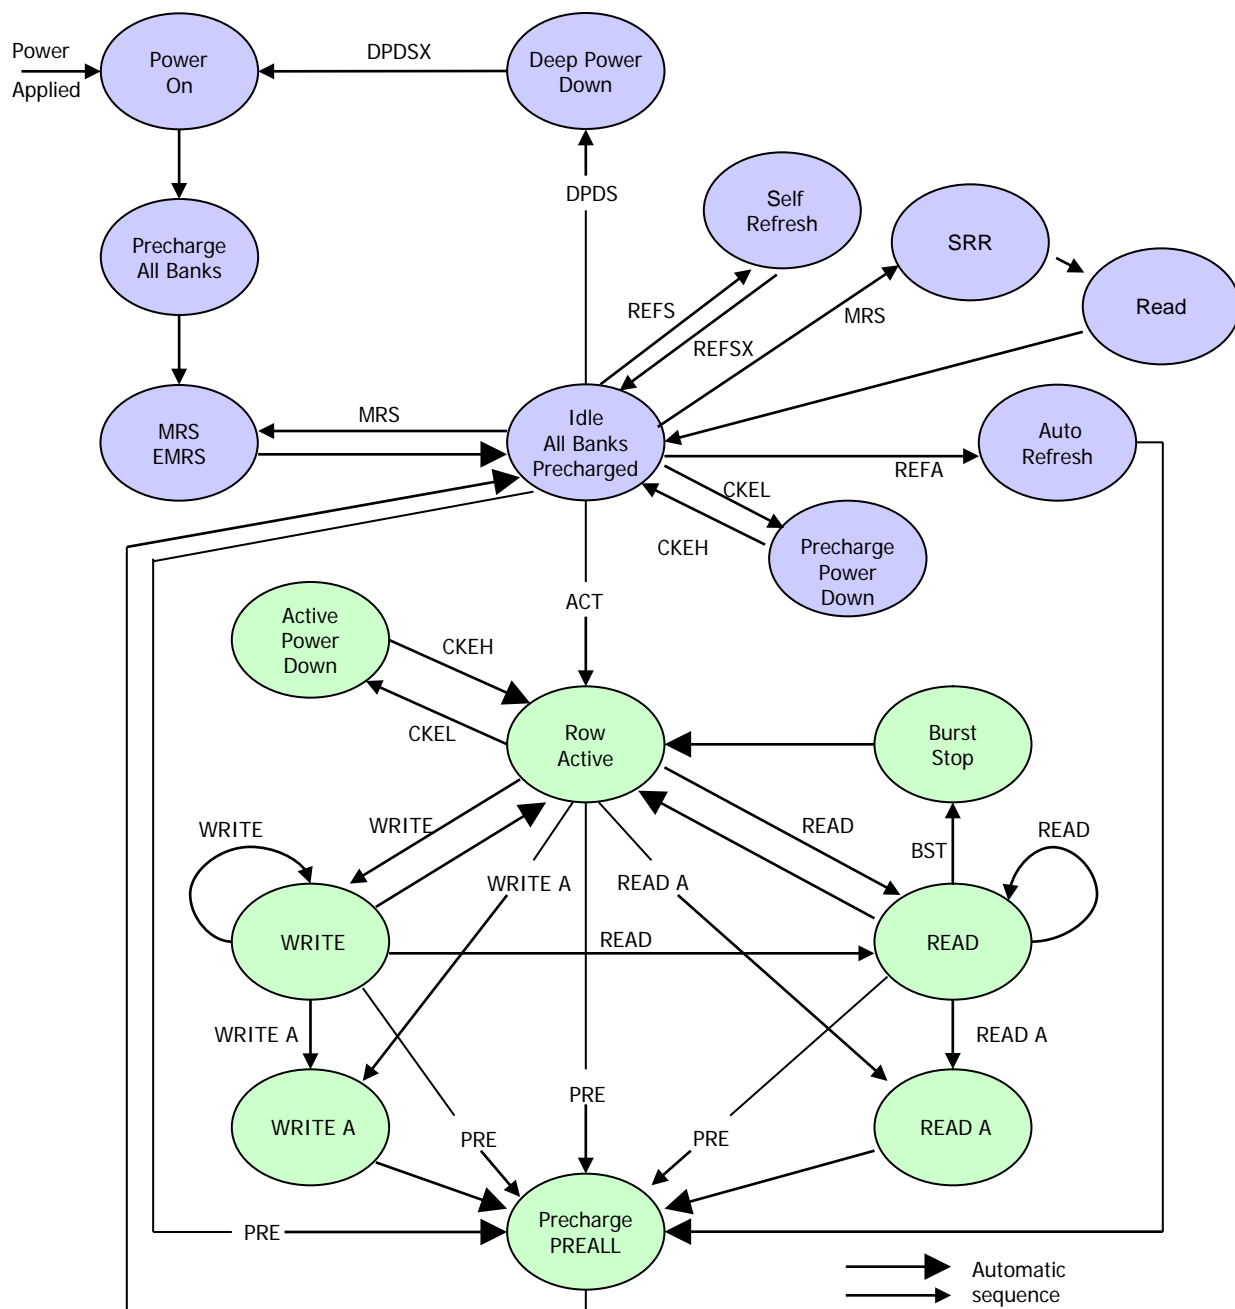 Power
Applied
Power
On
DPDSX
Deep Power
Down
DPDS
Self
Refresh
SRR
Read
Precharge
All Banks
REFS
REFSX
MRS
MRS
EMRS
MRS
Idle
All Banks
Precharged
REFA
Auto
Refresh
CKEL
CKEH
Precharge
Power
Down
ACT
Active
Power
Down
CKEH
CKEL
Row
Active
Burst
Stop
WRITE
WRITE
READ
BST
READ
WRITE A
READ A
WRITE
READ
READ
WRITE A
READ A
WRITE A
PRE
PRE
PRE
READ A
PRE
Precharge
PREALL
Automatic
sequence